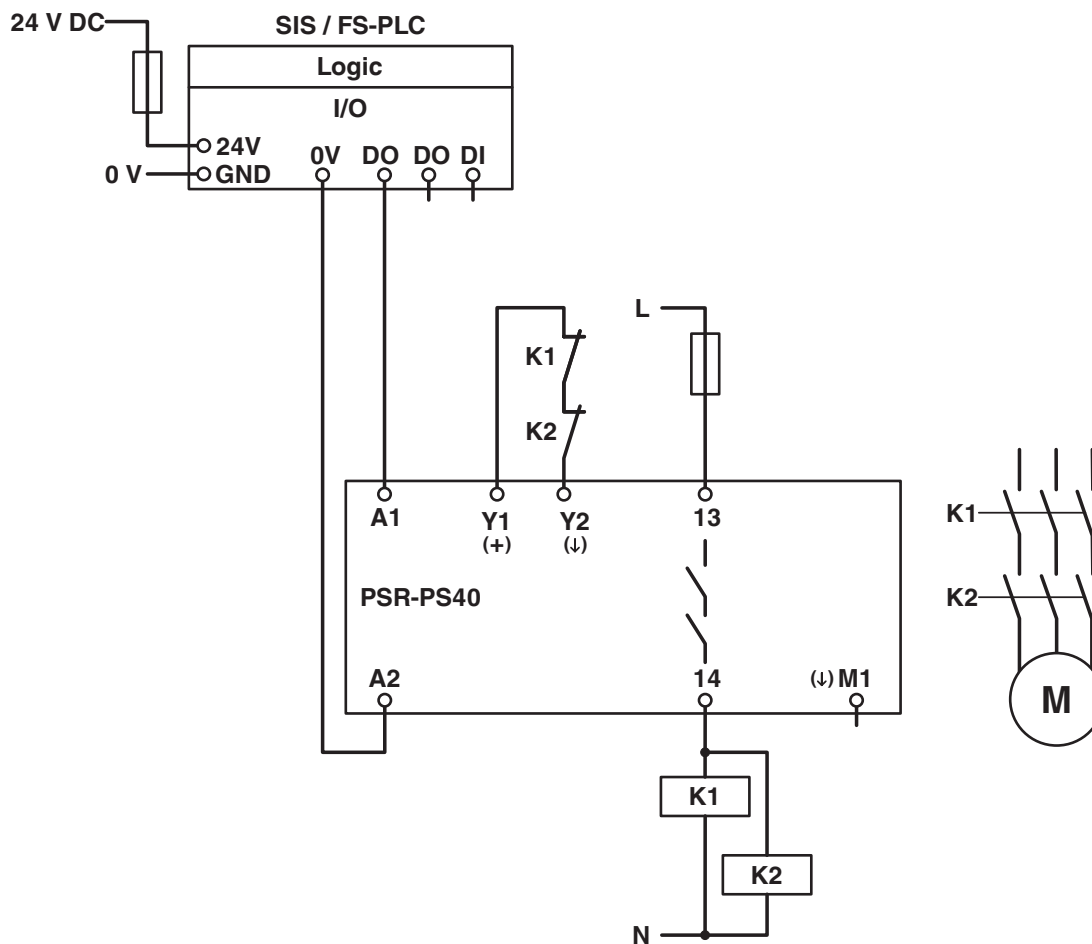 24 V DC
SIS / FS-PLC
Logic
I/O
24V
0V DO DO DI
0 V
GND
L
K1
K2
A1
Y1
(+)
Y2
(↓)
13
K1
PSR-PS40
K2
A2
14
(↓) M1
M
K1
K2
N